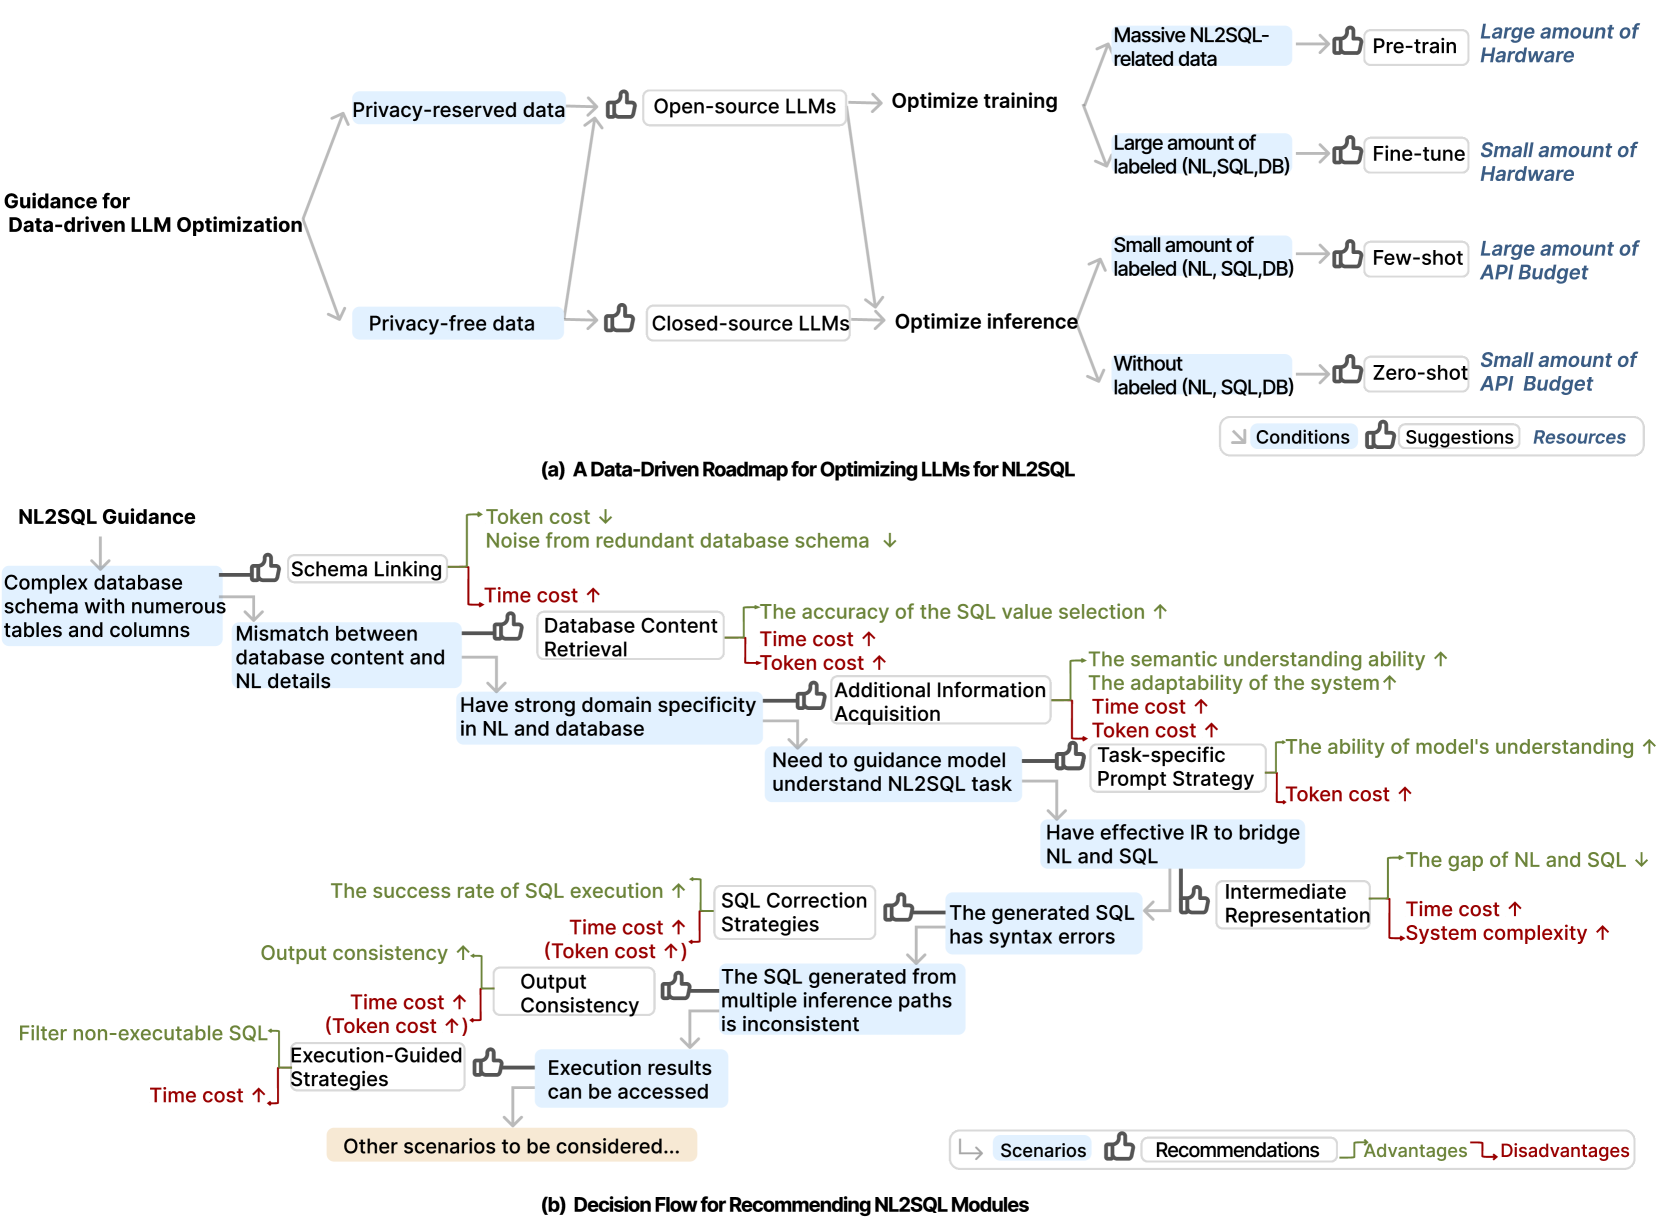 Guidance for
Data-driven LLM Optimization
Privacy-reserved data
Privacy-free data
Open-source LLMs
Closed-source LLMs
Optimize training
Optimize inference
Massive NL2SQL-
related data
Pre-train
Large amount of
Hardware
Large amount of
labeled (NL,SQL,DB)
Fine-tune
Small amount of
Hardware
Small amount of
labeled (NL, SQL,DB)
Few-shot
Large amount of
API Budget
Without
labeled (NL, SQL,DB)
Zero-shot
Small amount of
API Budget
Conditions
Suggestions
Resources
(a) A Data-Driven Roadmap for Optimizing LLMs for NL2SQL
NL2SQL Guidance
Complex database
schema with numerous
tables and columns
Schema Linking
Token cost ↓
Noise from redundant database schema ↓
Time cost ↑
Mismatch between
database content and
NL details
Database Content
Retrieval
The accuracy of the SQL value selection ↑
Time cost ↑
Token cost ↑
Have strong domain specificity
in NL and database
Additional Information
Acquisition
The semantic understanding ability ↑
The adaptability of the system↑
Time cost ↑
Token cost ↑
Need to guidance model
understand NL2SQL task
Task-specific
Prompt Strategy
The ability of model's understanding ↑
Token cost ↑
Have effective IR to bridge
NL and SQL
Intermediate
Representation
The gap of NL and SQL ↓
Time cost ↑
System complexity ↑
The generated SQL
has syntax errors
SQL Correction
Strategies
The success rate of SQL execution ↑
Time cost ↑
(Token cost ↑)
The SQL generated from
multiple inference paths
is inconsistent
Output
Consistency
Output consistency ↑
Time cost ↑
(Token cost ↑)
Execution results
can be accessed
Execution-Guided
Strategies
Filter non-executable SQL
Time cost ↑
Other scenarios to be considered...
Scenarios
Recommendations
Advantages
Disadvantages
(b) Decision Flow for Recommending NL2SQL Modules